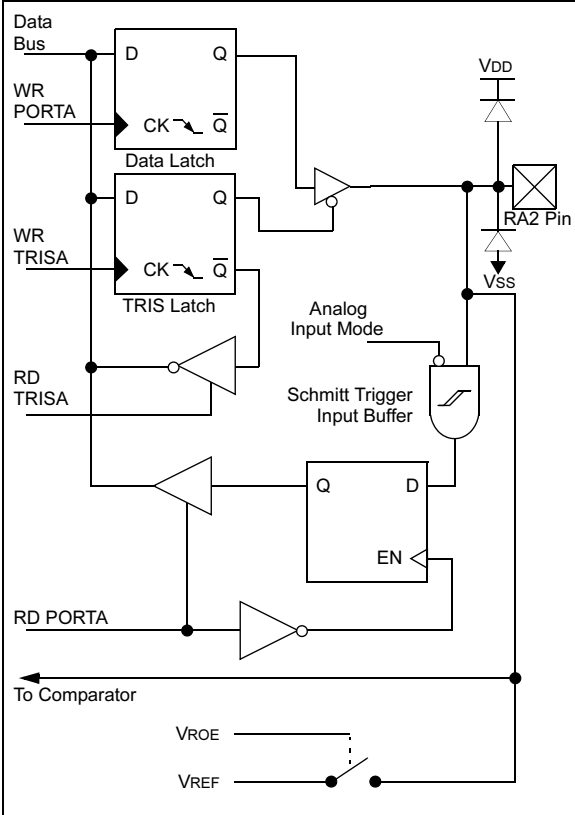 Data
Bus
D Q
VDD
WR
PORTA
CK Q
Data Latch
D Q
RA2 Pin
WR
TRISA
CK Q
VSS
TRIS Latch
Analog
Input Mode
RD
TRISA
Schmitt Trigger
Input Buffer
Q D
EN
RD PORTA
To Comparator
VROE
VREF